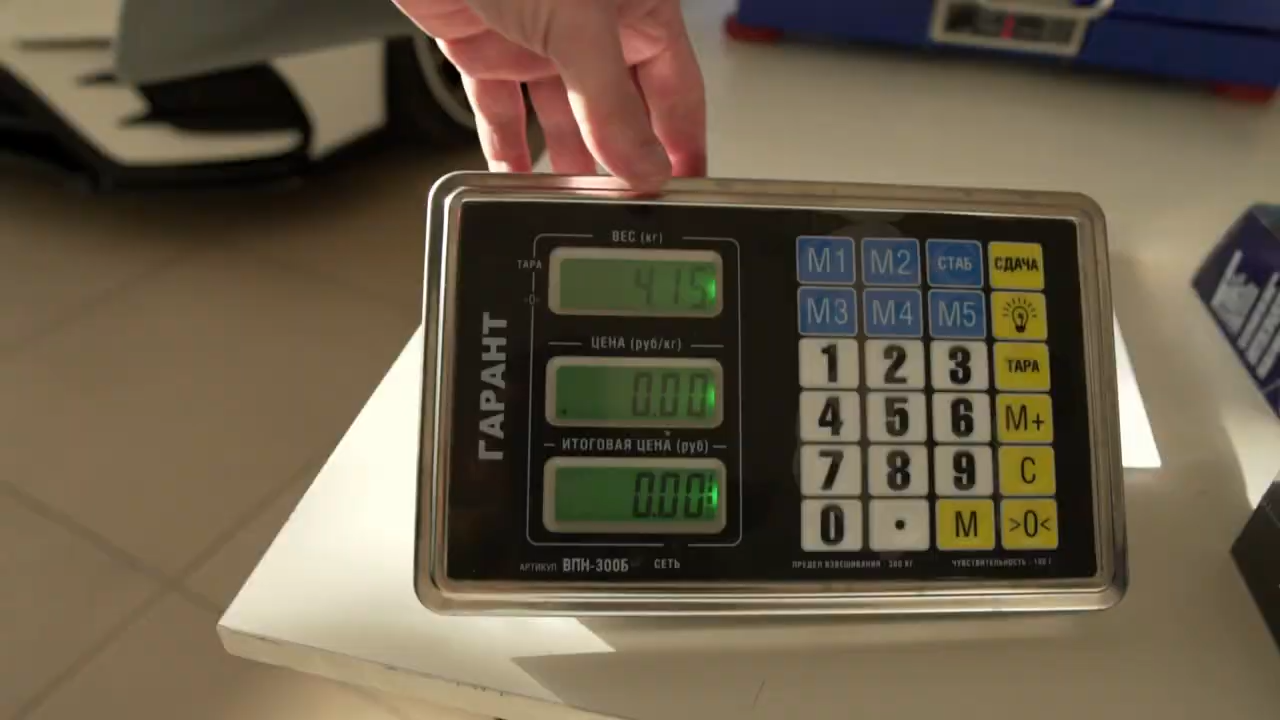 ВЕС (кг)
ТАРА
4.15
>0<
ЦЕНА (руб/кг)
0.00
ИТОГОВАЯ ЦЕНА (руб)
0.00
ГАРАНТ
АРТИКУЛ ВПН-300Б СЕТЬ
М1 М2 СТАБ СДАЧА
М3 М4 М5
1 2 3 ТАРА
4 5 6 М+
7 8 9 С
0 . М >0<
ПРЕДЕЛ ВЗВЕШИВАНИЯ - 300 КГ
ЧУВСТВИТЕЛЬНОСТЬ - 100 Г